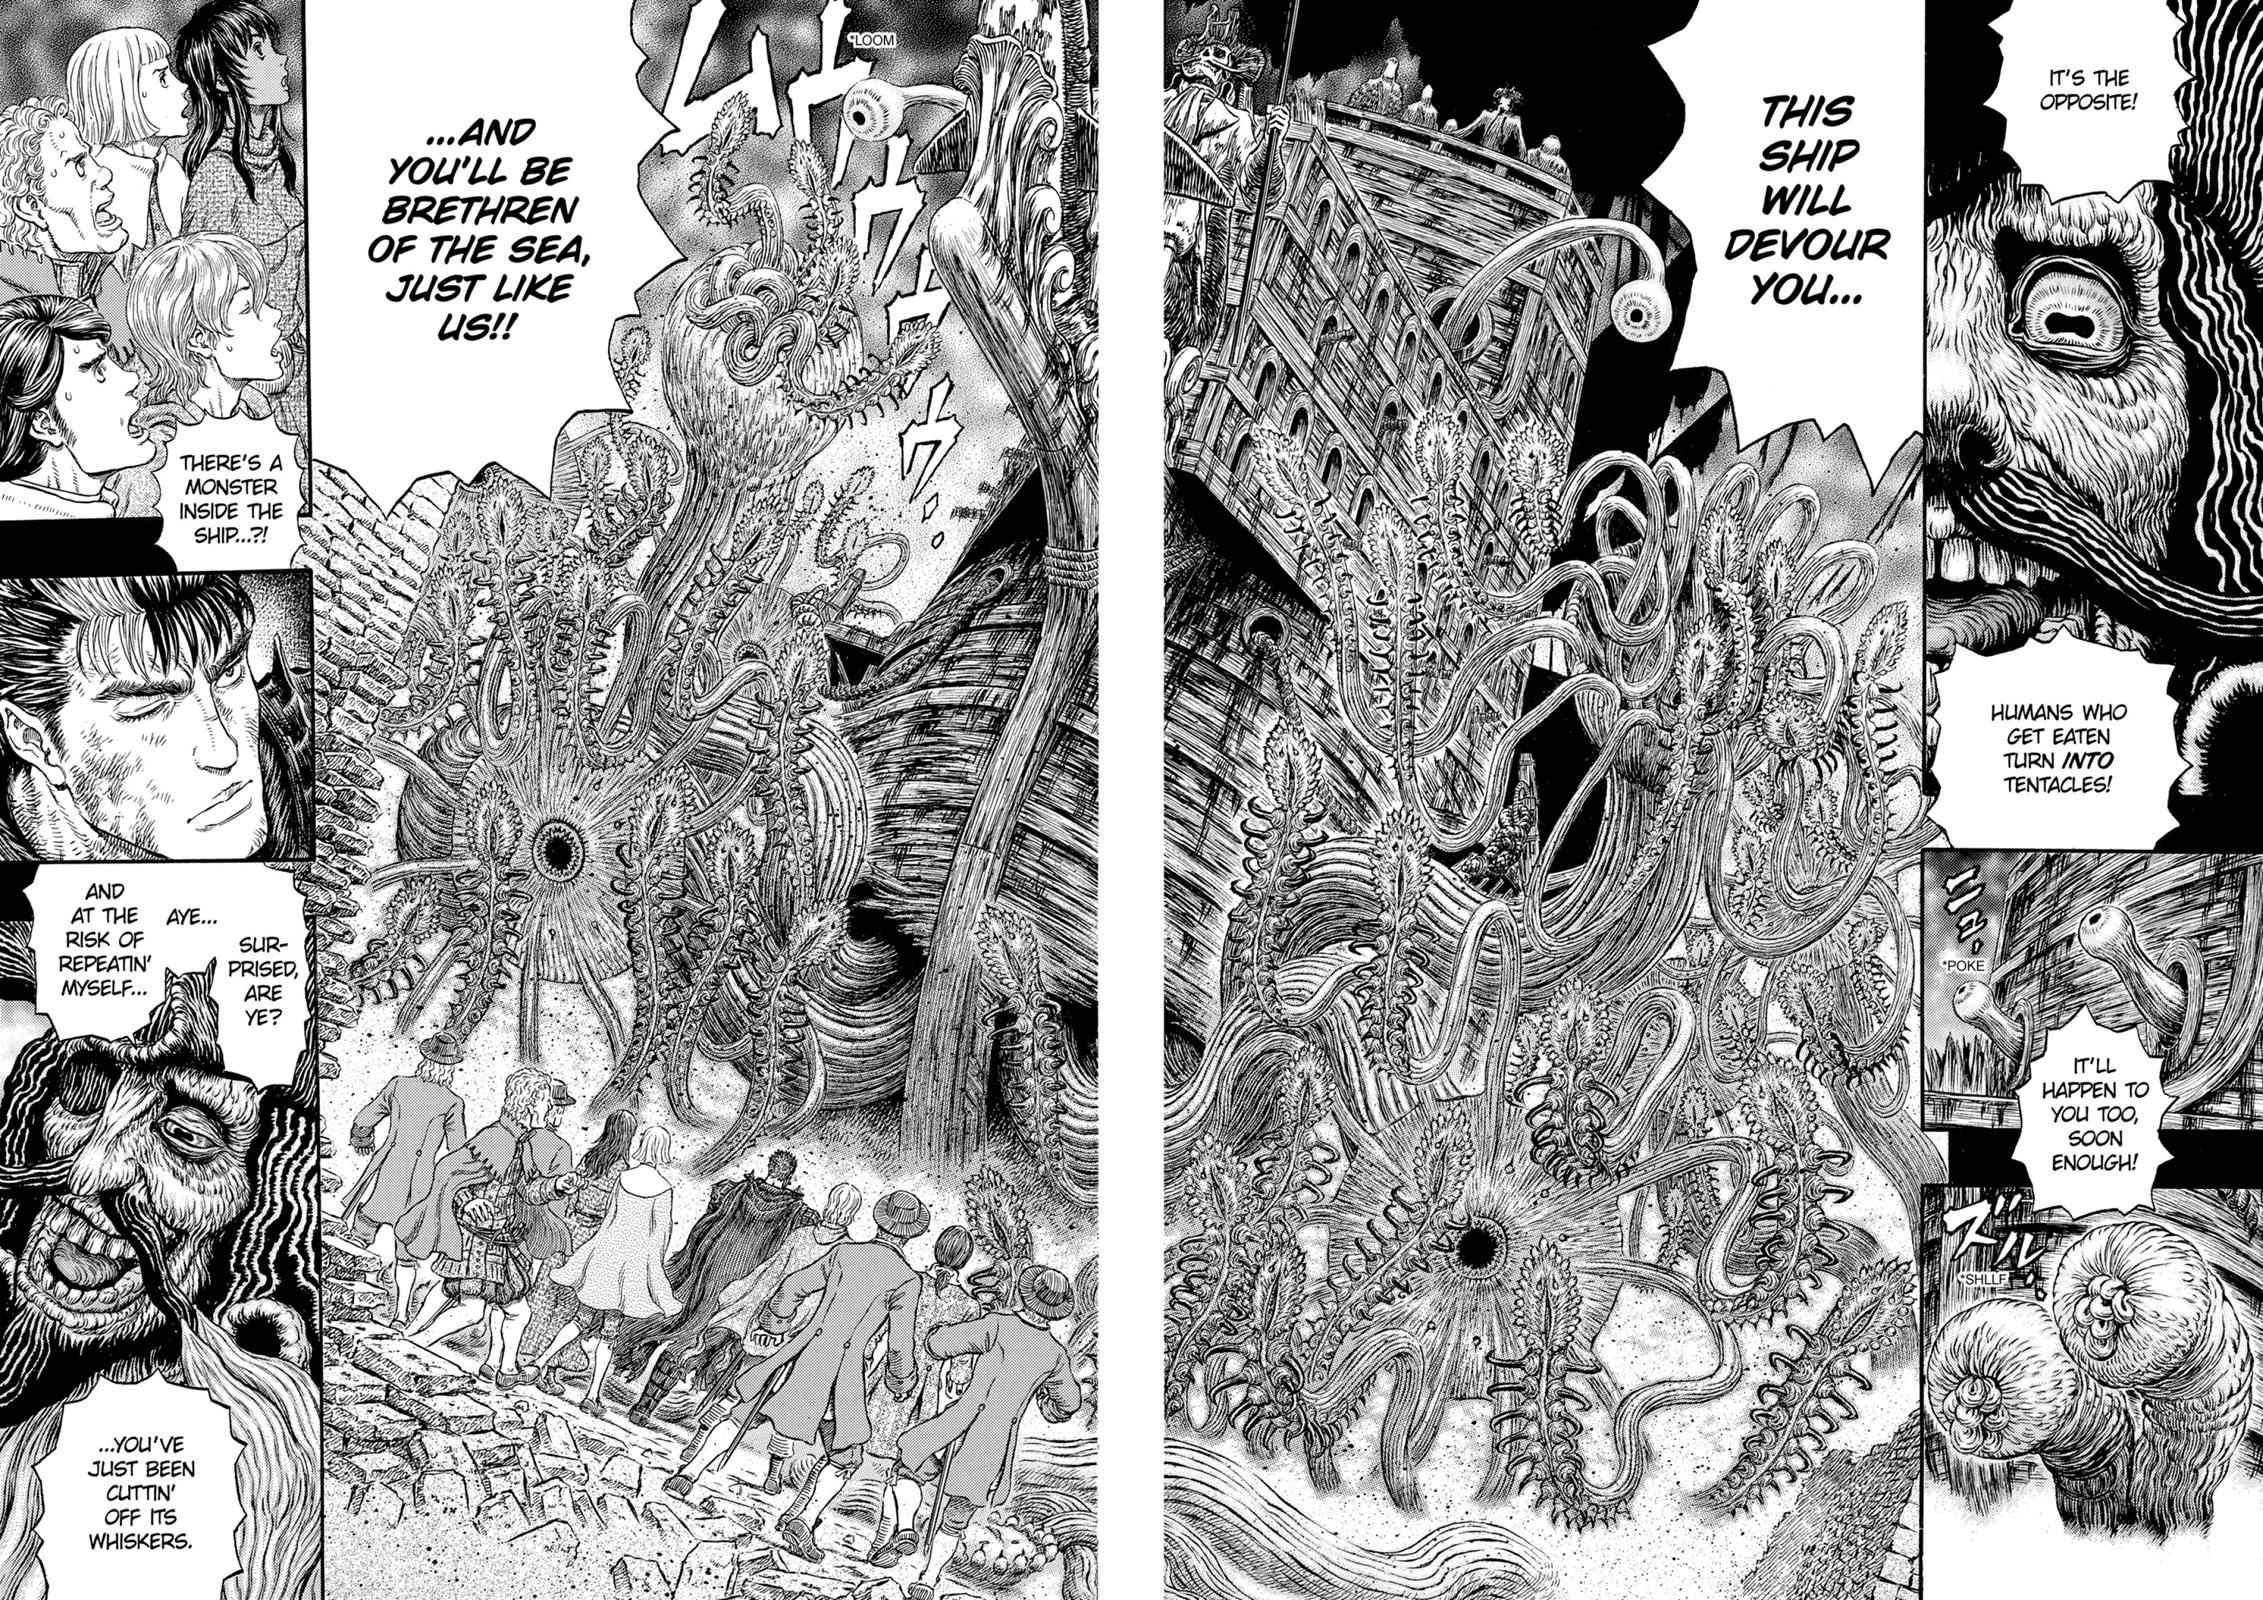 IT'S THE
OPPOSITE!
HUMANS WHO
GET EATEN
TURN INTO
TENTACLES!
ニュ
*POKE
IT'LL
HAPPEN TO
YOU TOO,
SOON
ENOUGH!
ズルッ
*SHLLF
THIS
SHIP
WILL
DEVOUR
YOU...
...AND
YOU'LL BE
BRETHREN
OF THE SEA,
JUST LIKE
US!!
*LOOM
THERE'S A
MONSTER
INSIDE THE
SHIP...?!
SUR-
PRISED,
ARE
YE?
AYE...
AND
AT THE
RISK OF
REPEATIN'
MYSELF...
...YOU'VE
JUST BEEN
CUTTIN'
OFF ITS
WHISKERS.